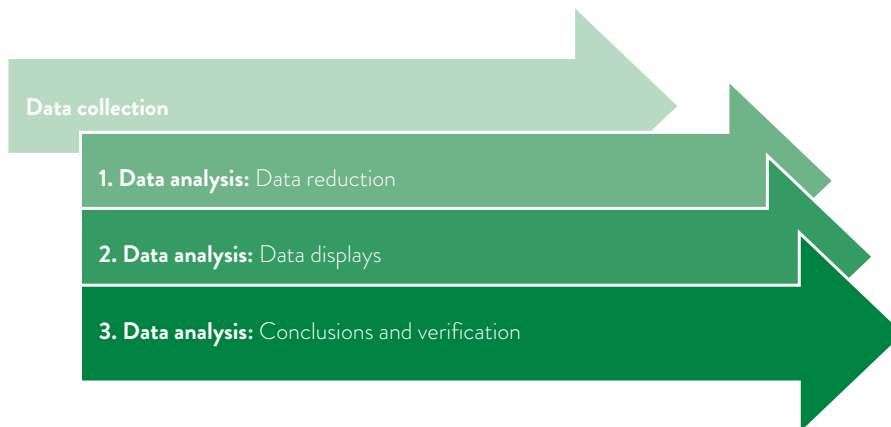 Data collection
1. Data analysis: Data reduction
2. Data analysis: Data displays
3. Data analysis: Conclusions and verification